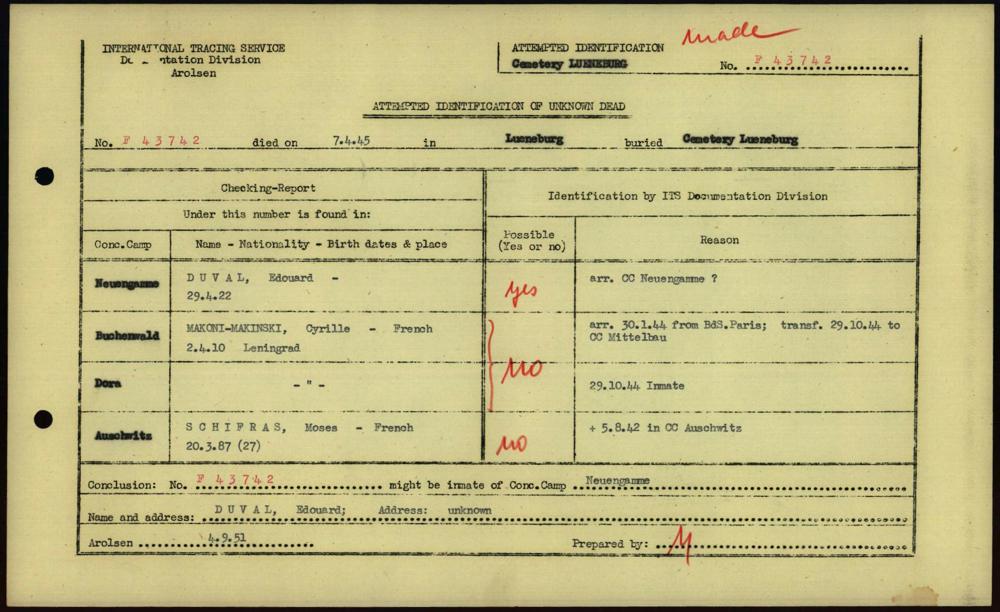 INTERNATIONAL TRACING SERVICE
Documentation Division
Arolsen
ATTEMPTED IDENTIFICATION
Cemetery LUENEBURG
made
No. F 43742
ATTEMPTED IDENTIFICATION OF UNKNOWN DEAD
No. F 43742 died on 7.4.45 in Lueneburg buried Cemetery Lueneburg
Checking-Report
Identification by ITS Documentation Division
Under this number is found in:
Conc.Camp
Name - Nationality - Birth dates & place
Possible
(Yes or no)
Reason
Neuengamme
DUVAL, Edouard -
29.4.22
yes
arr. CC Neuengamme ?
Buchenwald
MAKONI-MAKINSKI, Cyrille - French
2.4.10 Leningrad
no
arr. 30.1.44 from BdS.Paris; transf. 29.10.44 to
CC Mittelbau
Dora
- " -
29.10.44 Inmate
Auschwitz
SCHIFRAS, Moses - French
20.3.87 (27)
no
+ 5.8.42 in CC Auschwitz
Conclusion: No. F 43742 might be inmate of Conc.Camp Neuengamme
Name and address: DUVAL, Edouard; Address: unknown
Arolsen 4.9.51
Prepared by: